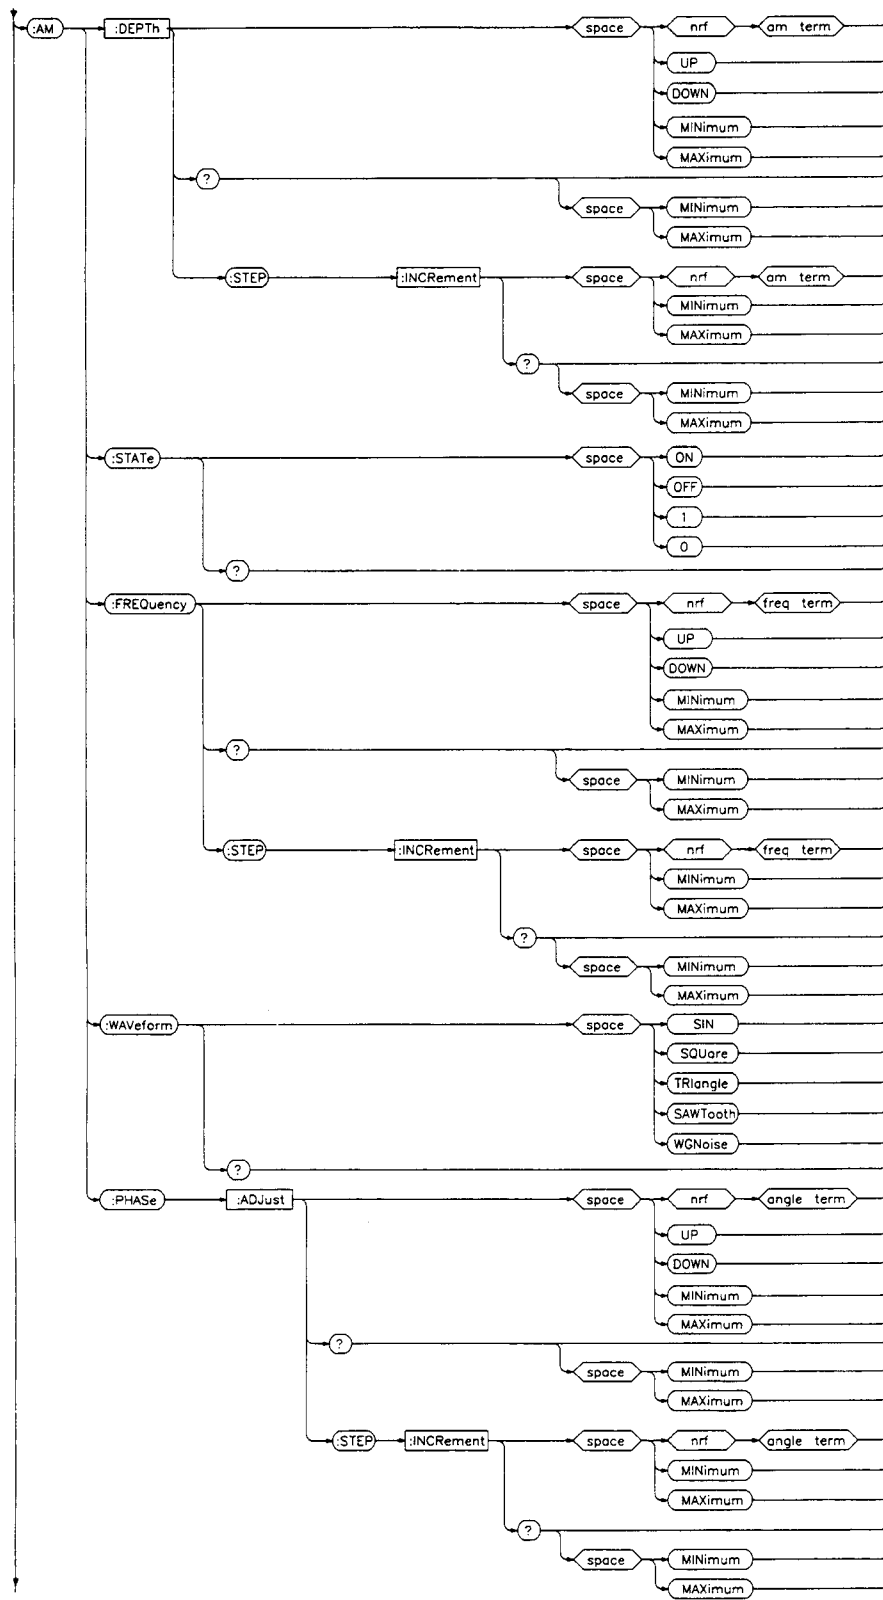 :AM :DEPTh space nrf am term
UP
DOWN
MINimum
MAXimum
?
space MINimum
MAXimum
:STEP :INCRement space nrf am term
MINimum
MAXimum
?
space MINimum
MAXimum
:STATe space ON
OFF
1
0
?
:FREQuency space nrf freq term
UP
DOWN
MINimum
MAXimum
?
space MINimum
MAXimum
:STEP :INCRement space nrf freq term
MINimum
MAXimum
?
space MINimum
MAXimum
:WAVeform space SIN
SQUare
TRIangle
SAWTooth
WGNoise
?
:PHASe :ADJust space nrf angle term
UP
DOWN
MINimum
MAXimum
?
space MINimum
MAXimum
:STEP :INCRement space nrf angle term
MINimum
MAXimum
?
space MINimum
MAXimum